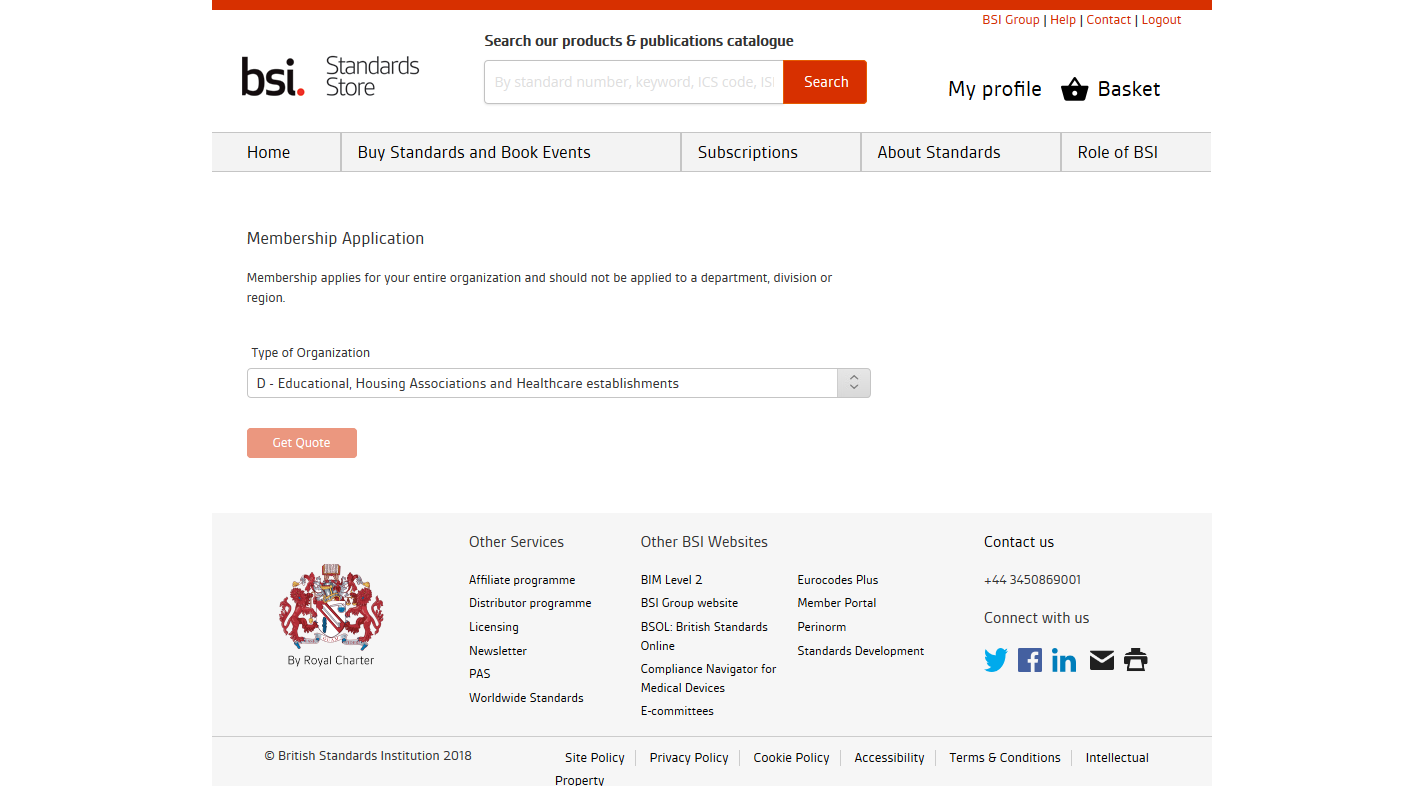 BSI Group | Help | Contact | Logout
Search our products & publications catalogue
bsi. Standards Store
By standard number, keyword, ICS code, ISI
Search
My profile
Basket
Home
Buy Standards and Book Events
Subscriptions
About Standards
Role of BSI
Membership Application
Membership applies for your entire organization and should not be applied to a department, division or
region.
Type of Organization
D - Educational, Housing Associations and Healthcare establishments
Get Quote
By Royal Charter
Other Services
Affiliate programme
Distributor programme
Licensing
Newsletter
PAS
Worldwide Standards
Other BSI Websites
BIM Level 2
BSI Group website
BSOL: British Standards
Online
Compliance Navigator for
Medical Devices
E-committees
Eurocodes Plus
Member Portal
Perinorm
Standards Development
Contact us
+44 3450869001
Connect with us
© British Standards Institution 2018
Site Policy
Privacy Policy
Cookie Policy
Accessibility
Terms & Conditions
Intellectual
Property